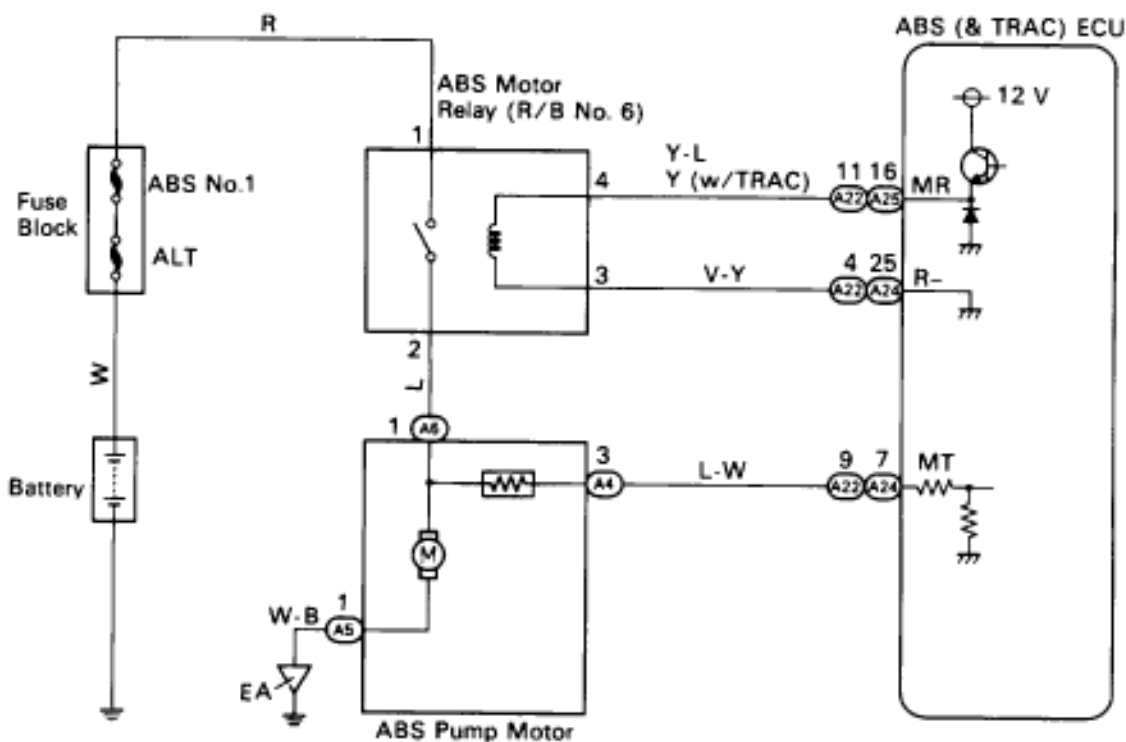 R
ABS (& TRAC) ECU
ABS Motor
Relay (R/B No. 6)
12 V
1
Fuse
Block
ABS No.1
ALT
4
Y-L
Y (w/TRAC)
11 16
A22 A25
MR
3
V-Y
4 25
A22 A24
R-
2
W
L
1 A6
Battery
3
A4
L-W
9 7
A22 A24
MT
M
W-B
1
A5
EA
ABS Pump Motor